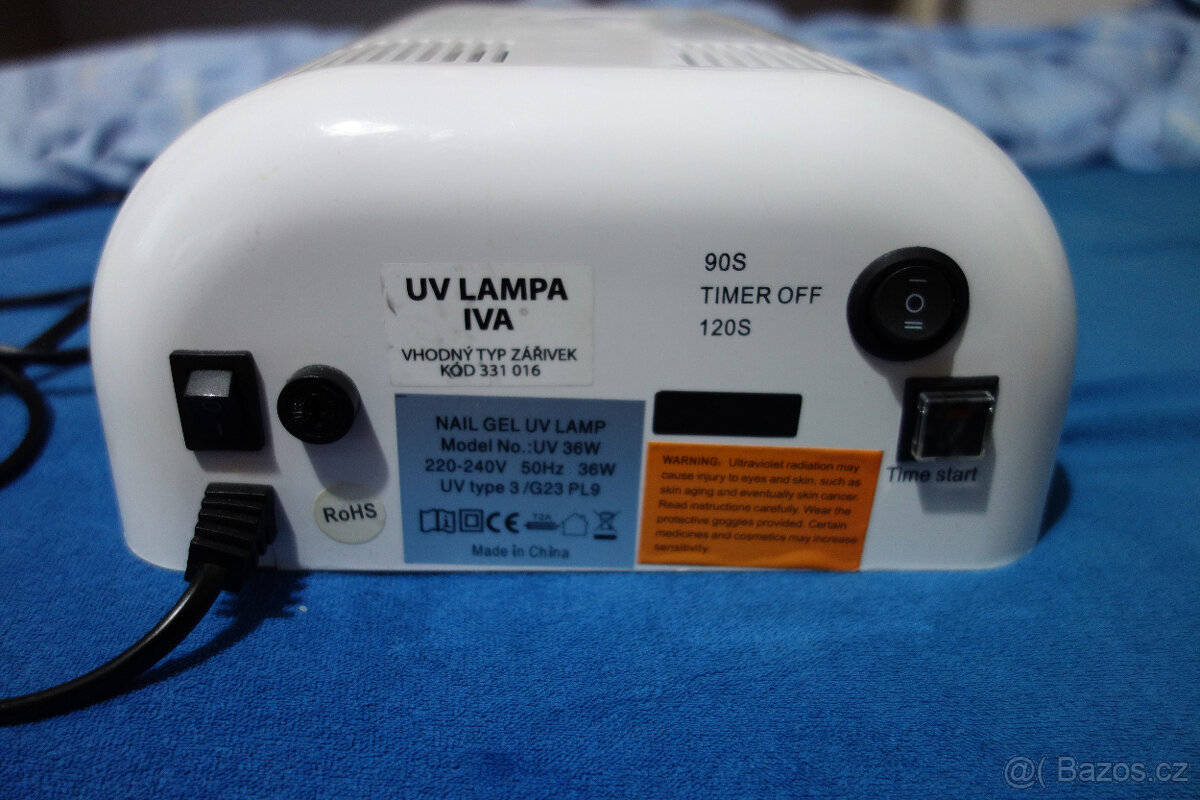 90S
TIMER OFF
120S
UV LAMPA
IVA
VHODNÝ TYP ZÁŘIVEK
KÓD 331 016
NAIL GEL UV LAMP
Model No.:UV 36W
220-240V 50Hz 36W
UV type 3 /G23 PL9
CE
Made in China
RoHS
WARNING: Ultraviolet radiation may
cause injury to eyes and skin, such as
skin aging and eventually skin cancer.
Read instructions carefully. Wear the
protective goggles provided. Certain
medicines and cosmetics may increase
sensitivity.
Time start
@( Bazos.cz